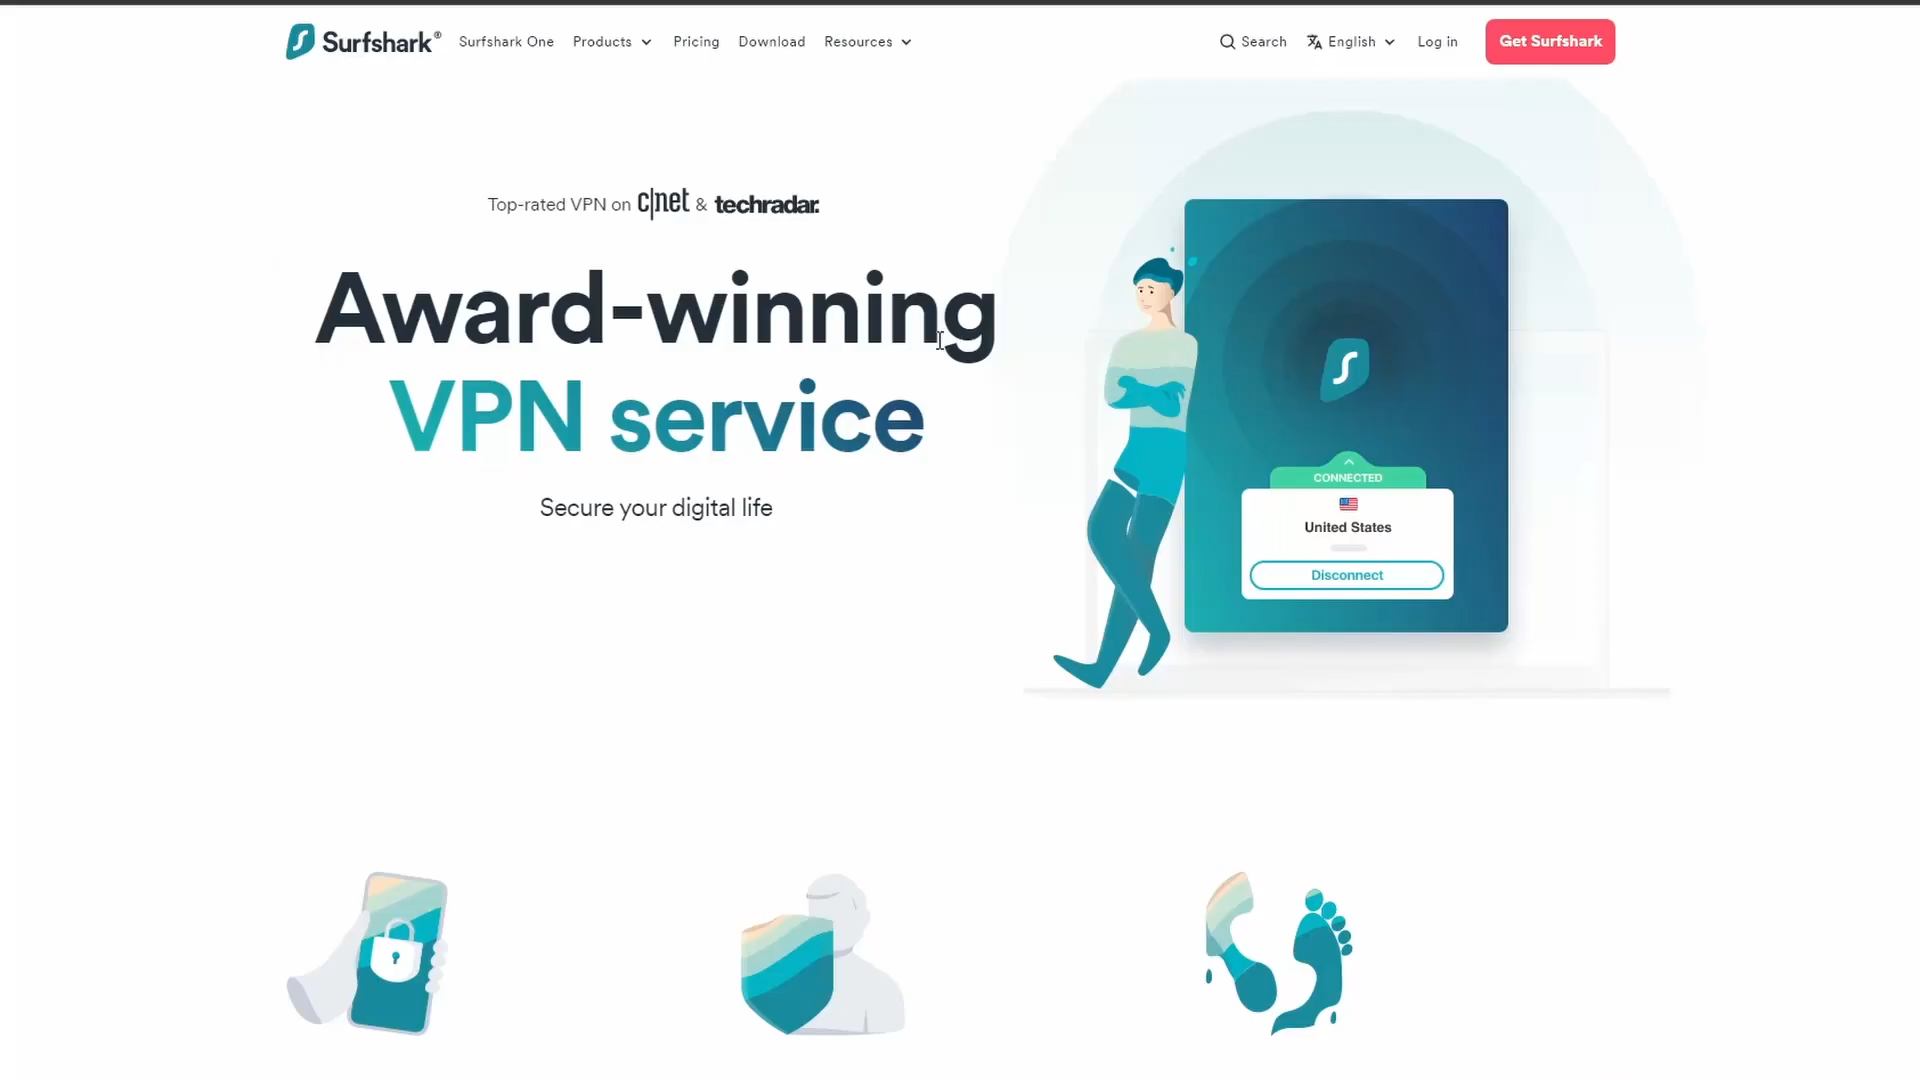 Surfshark®
Surfshark One
Products
Pricing
Download
Resources
Search
English
Log in
Get Surfshark
Top-rated VPN on c|net & techradar.
Award-winning
VPN service
Secure your digital life
CONNECTED
United States
Disconnect